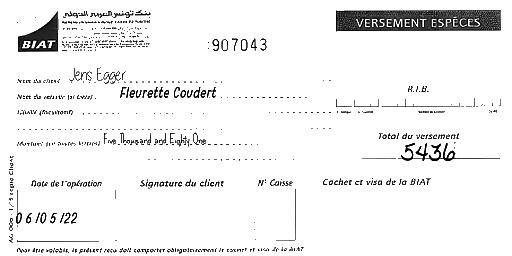 بنك تونس العربي الدولي
BIAT
:907043
VERSEMENT ESPÈCES
Nom du client Jens Egger
Nom du verseur (si tiers) Fleurette Coudert
R.I.B.
Libellé (facultatif)
Montant (en toutes lettres) Five Thousand and Eighty One
Total du versement
5436
Date de l'opération Signature du client N° Caisse Cachet et visa de la BIAT
06/05/22
Pour être valable, le présent reçu doit comporter obligatoirement le cachet et visa de la BIAT